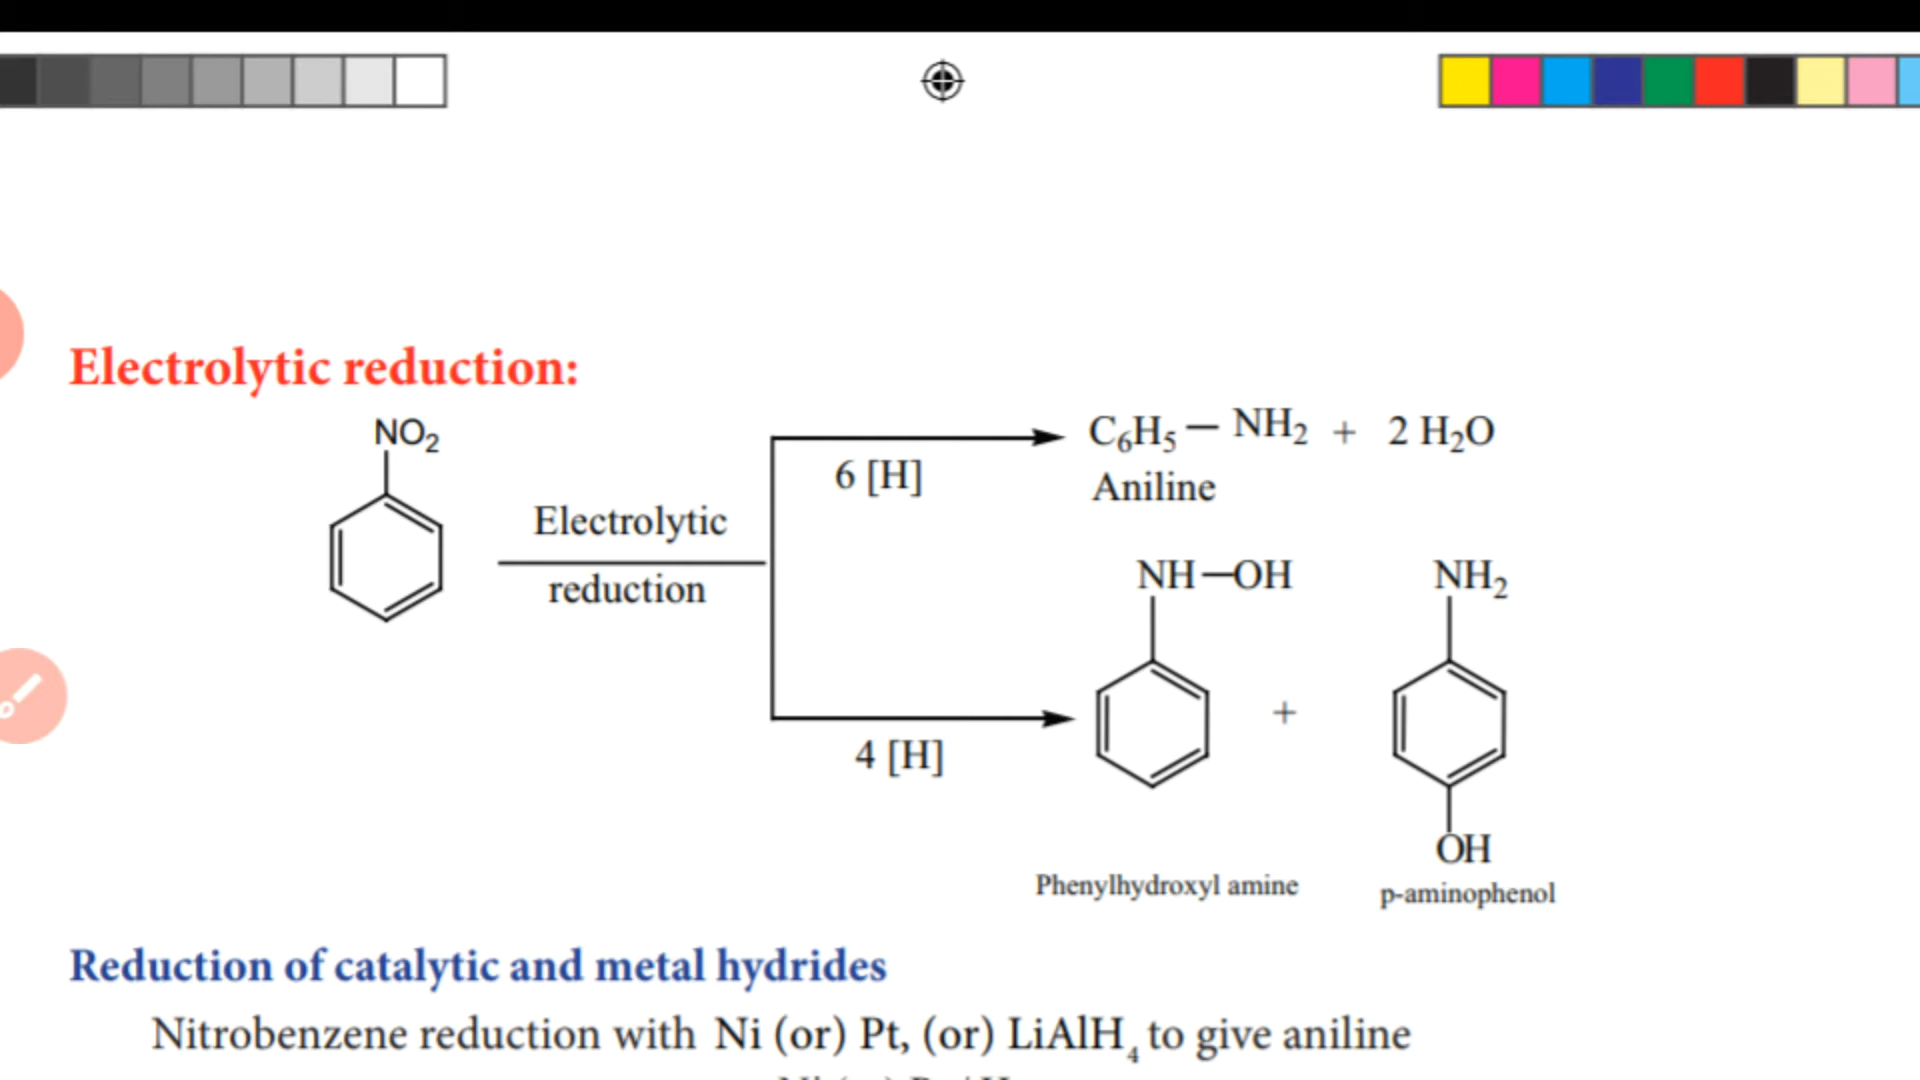 Electrolytic reduction:
NO₂
Electrolytic
reduction
6 [H]
C₆H₅ — NH₂ + 2 H₂O
Aniline
4 [H]
NH—OH
+
NH₂
OH
Phenylhydroxyl amine
p-aminophenol
Reduction of catalytic and metal hydrides
Nitrobenzene reduction with Ni (or) Pt, (or) LiAlH₄ to give aniline